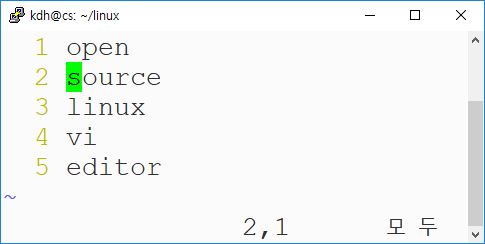 kdh@cs: ~/linux
1 open
2 source
3 linux
4 vi
5 editor
~
2,1 모두